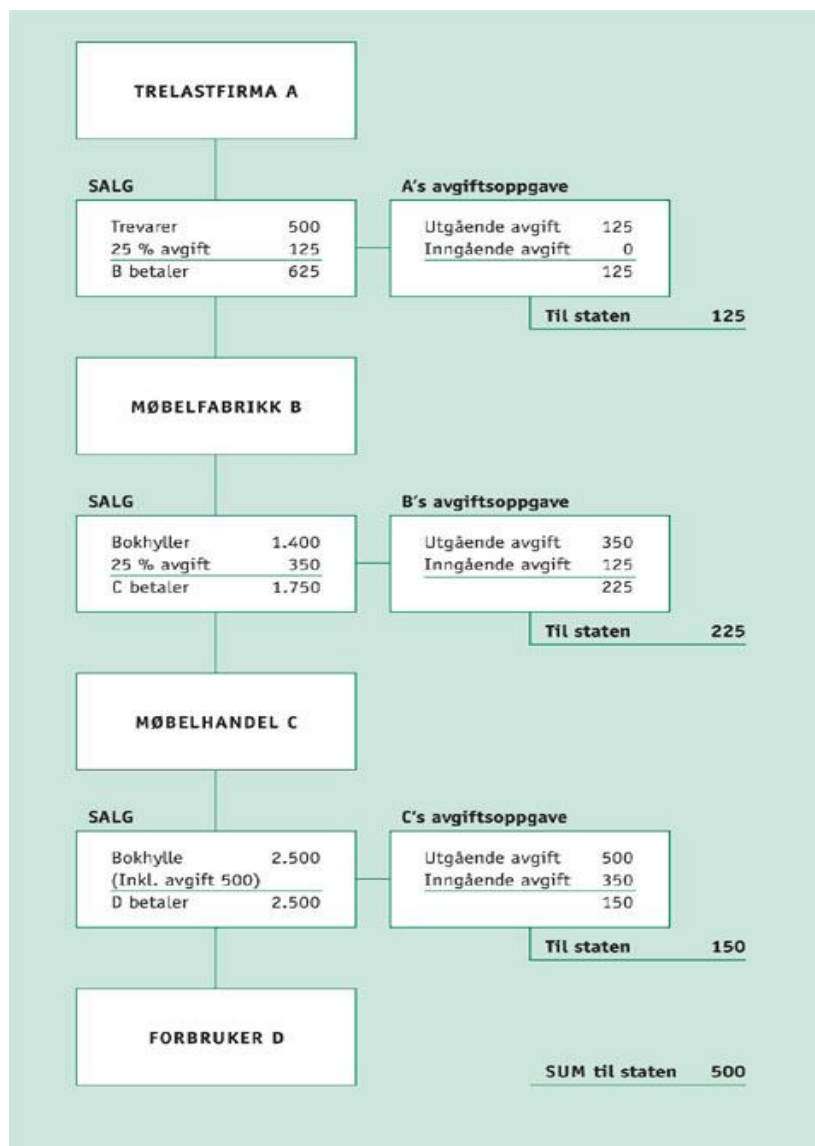 TRELASTFIRMA A
SALG
Trevarer 500
25 % avgift 125
B betaler 625
A's avgiftsoppgave
Utgående avgift 125
Inngående avgift 0
125
Til staten 125
MØBELFABRIKK B
SALG
Bokhyller 1.400
25 % avgift 350
C betaler 1.750
B's avgiftsoppgave
Utgående avgift 350
Inngående avgift 125
225
Til staten 225
MØBELHANDEL C
SALG
Bokhylle 2.500
(Inkl. avgift 500)
D betaler 2.500
C's avgiftsoppgave
Utgående avgift 500
Inngående avgift 350
150
Til staten 150
FORBRUKER D
SUM til staten 500